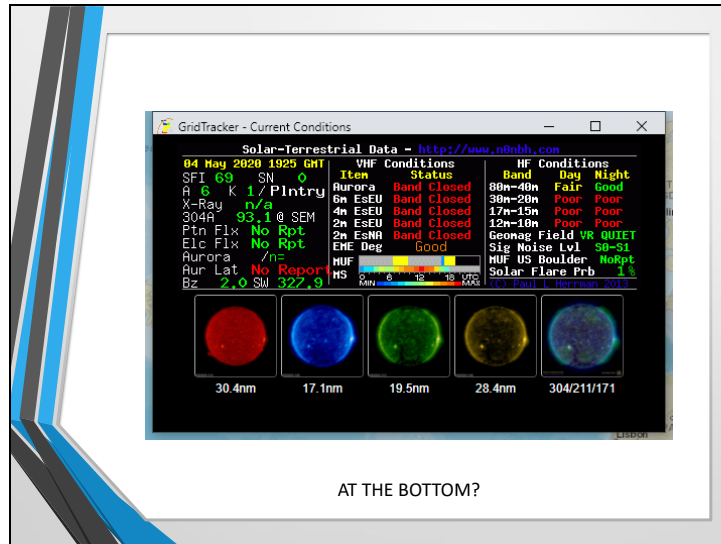 GridTracker - Current Conditions
Solar-Terrestrial Data - http://www.n0nbh.com
04 May 2020 1925 GMT
SFI 69 SN 0
A 6 K 1/Plntry
X-Ray n/a
304A 93.1@ SEM
Ptn Flx No Rpt
Elc Flx No Rpt
Aurora /n=
Aur Lat No Report
Bz 2.0 SW 327.9
VHF Conditions
Item Status
Aurora Band Closed
6m EsEU Band Closed
4m EsEU Band Closed
2m EsEU Band Closed
2m EsNA Band Closed
EME Deg Good
MUF
MS 0 6 12 18 UTC
MIN MAX
HF Conditions
Band Day Night
80m-40m Fair Good
30m-20m Poor Poor
17m-15m Poor Poor
12m-10m Poor Poor
Geomag Field VR QUIET
Sig Noise Lvl S0-S1
MUF US Boulder NoRpt
Solar Flare Prb 1%
(C) Paul L Herrman 2013
30.4nm 17.1nm 19.5nm 28.4nm 304/211/171
Lisbon
AT THE BOTTOM?